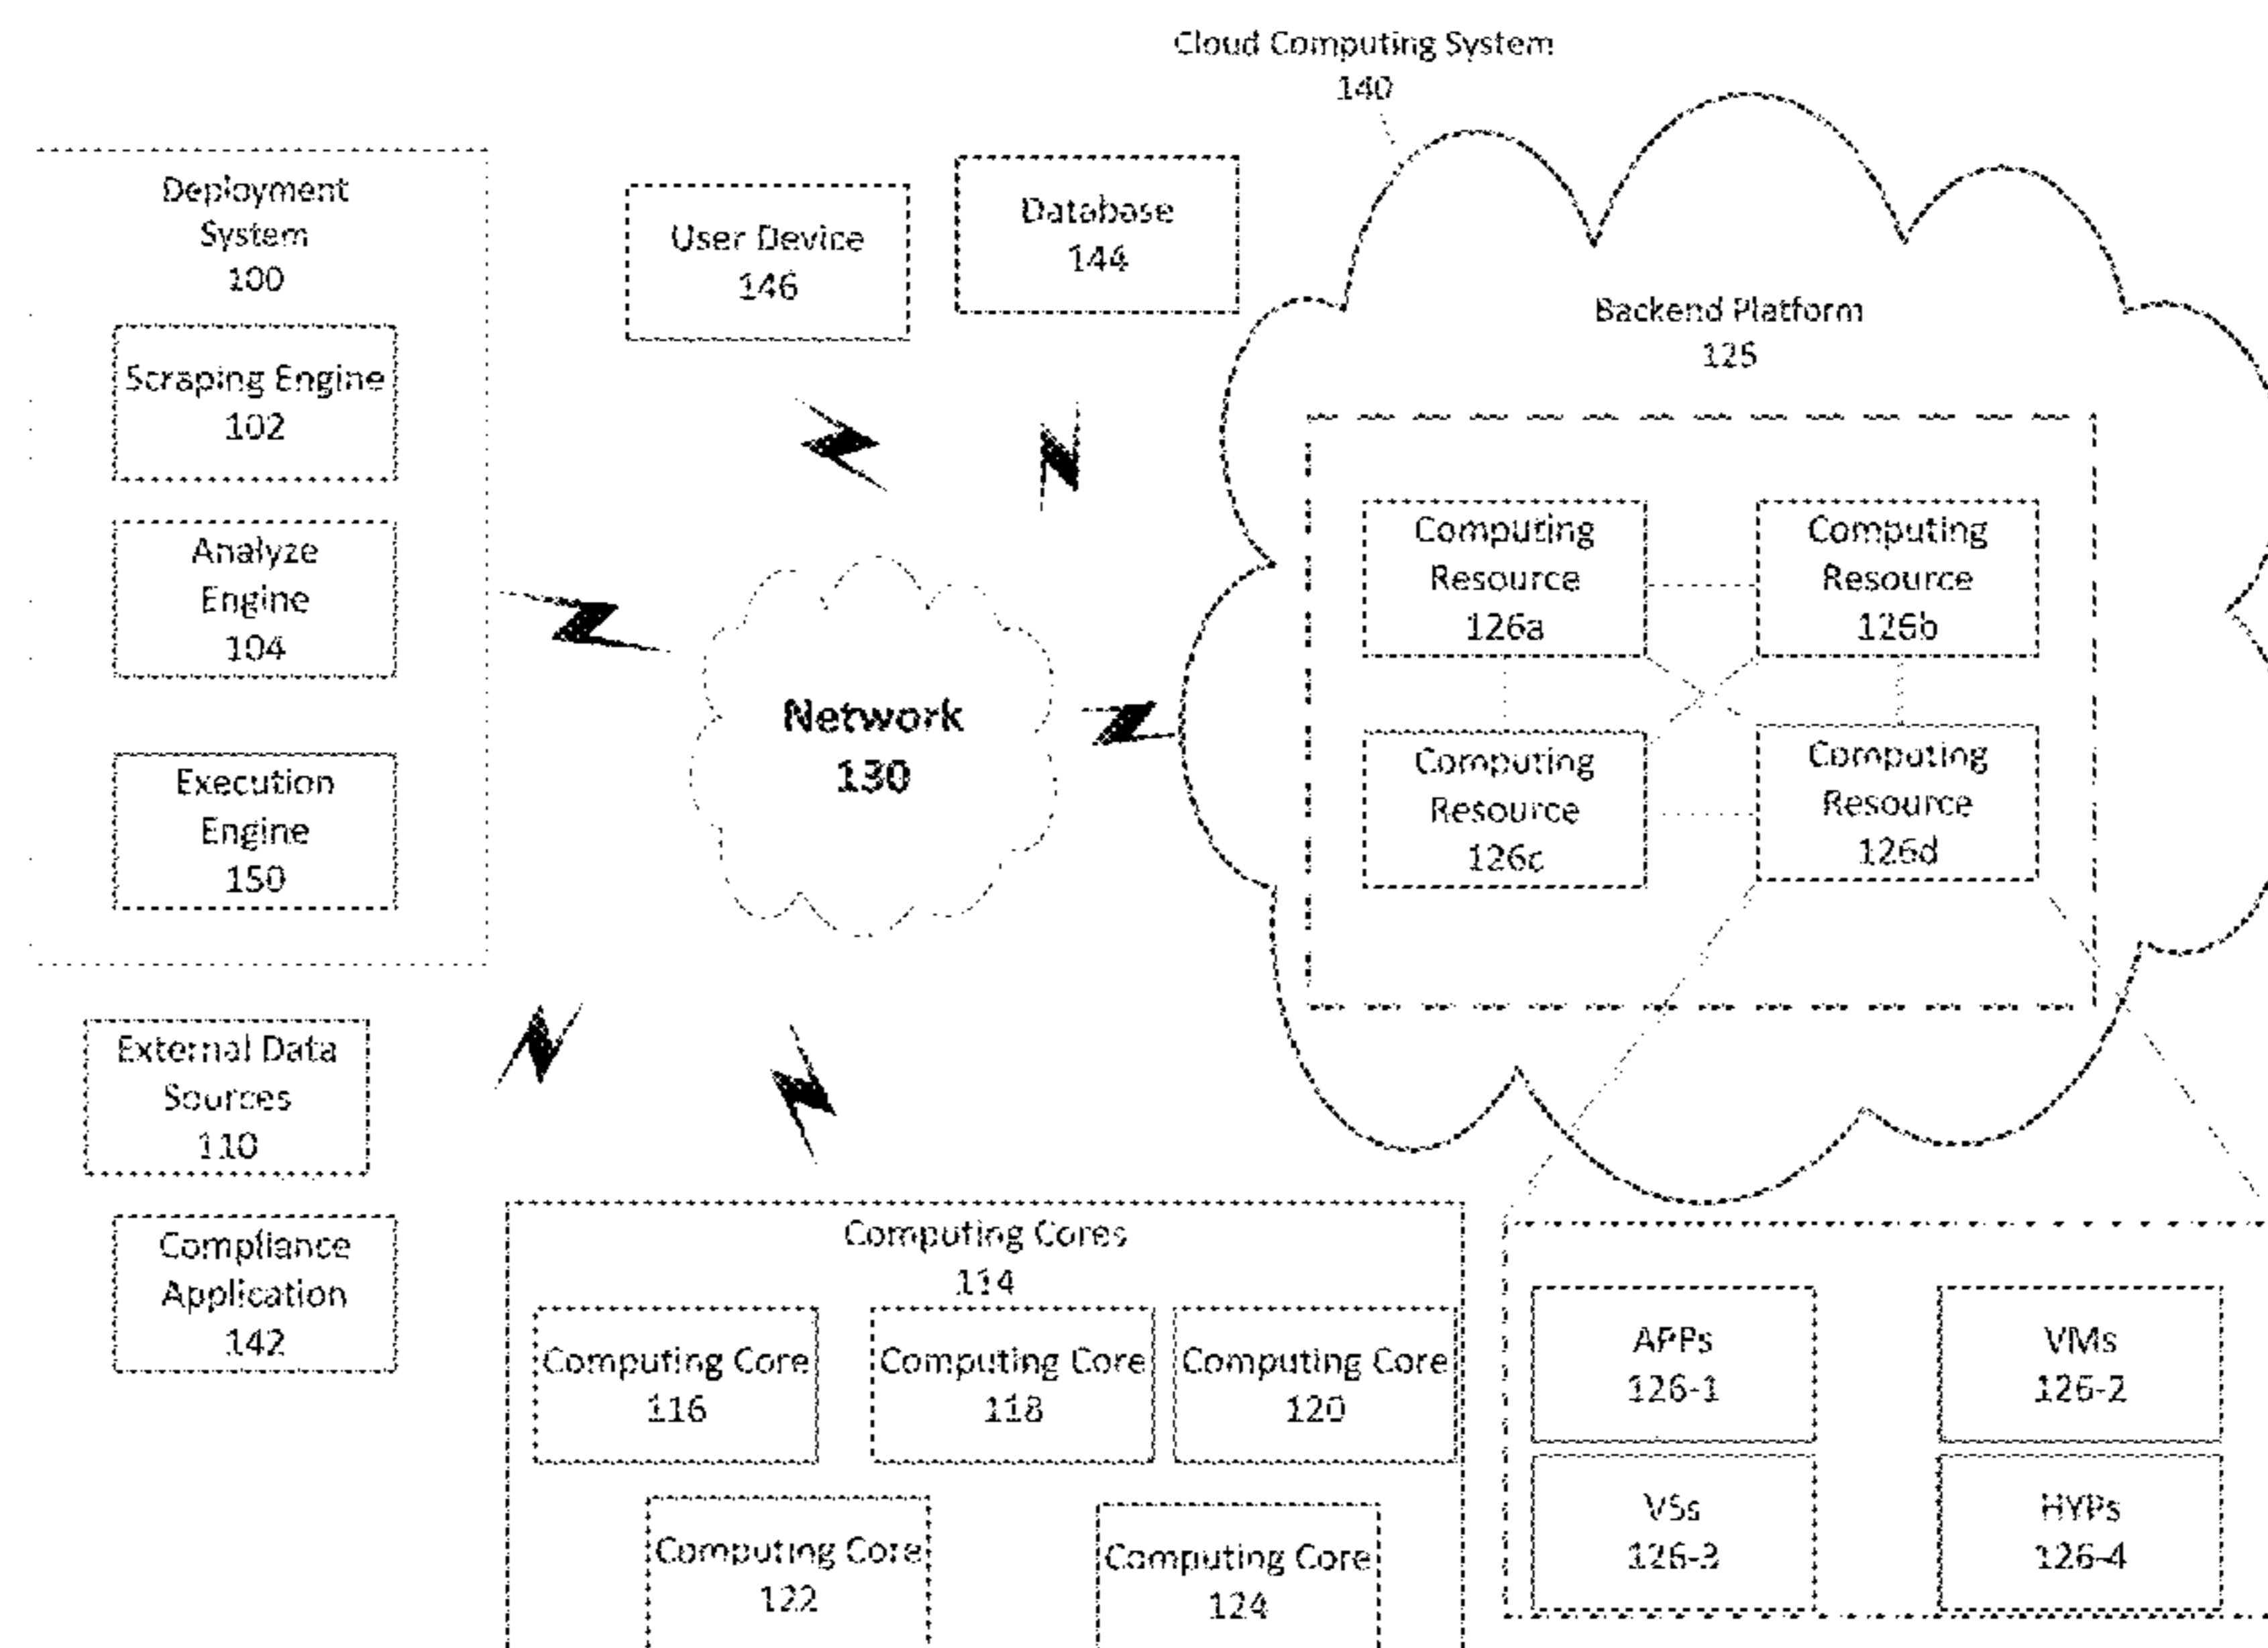 Cloud Computing System
140
Deployment
System
100
Scraping Engine
102
Analyze
Engine
104
Execution
Engine
150
User Device
146
Database
144
Backend Platform
125
Computing
Resource
126a
Computing
Resource
126b
Computing
Resource
126c
Computing
Resource
126d
Network
130
External Data
Sources
110
Compliance
Application
142
Computing Cores
114
Computing Core
116
Computing Core
118
Computing Core
120
Computing Core
122
Computing Core
124
APPs
126-1
VMs
126-2
VSs
126-3
HYPs
126-4